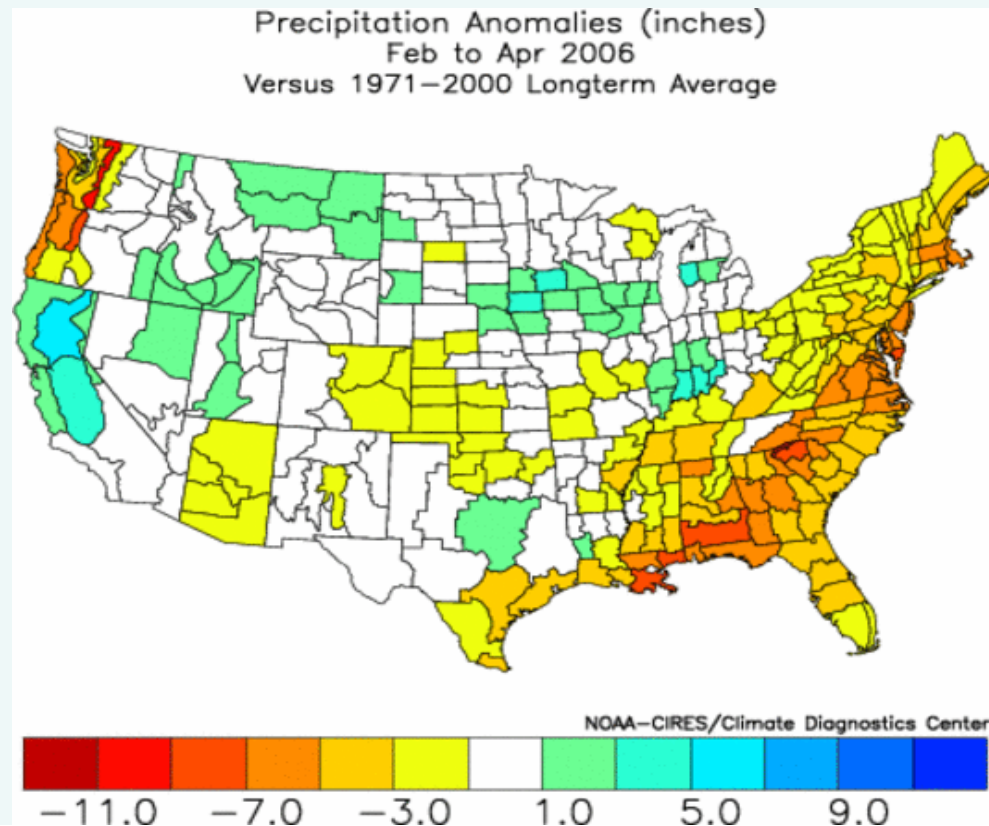 Precipitation Anomalies (inches)
Feb to Apr 2006
Versus 1971-2000 Longterm Average
NOAA-CIRES/Climate Diagnostics Center
-11.0 -7.0 -3.0 1.0 5.0 9.0